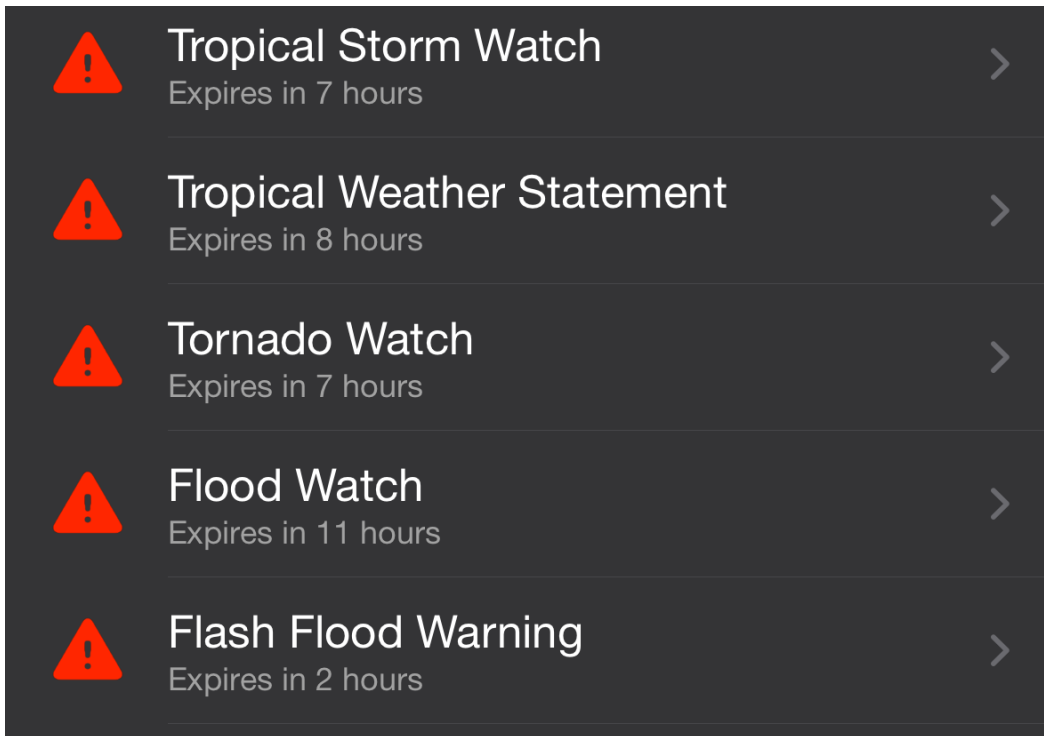 Tropical Storm Watch
Expires in 7 hours
Tropical Weather Statement
Expires in 8 hours
Tornado Watch
Expires in 7 hours
Flood Watch
Expires in 11 hours
Flash Flood Warning
Expires in 2 hours